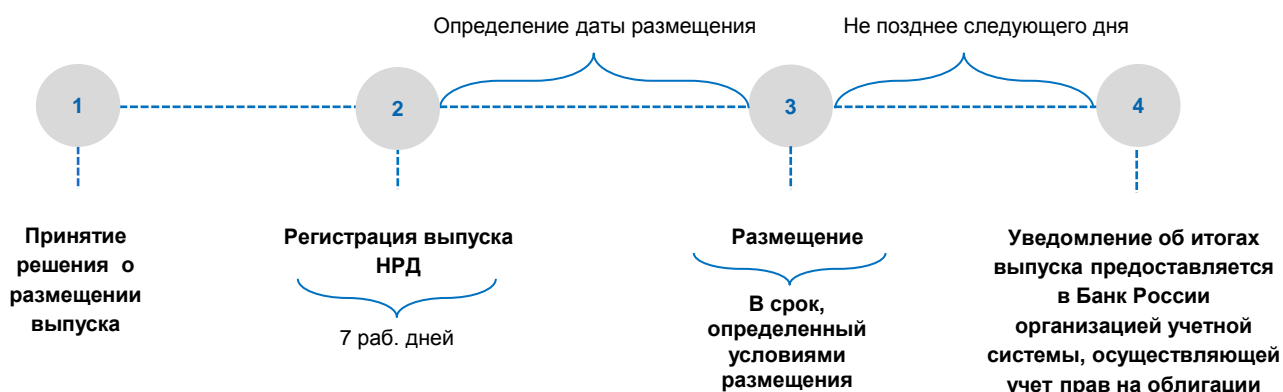 Определение даты размещения
Не позднее следующего дня
1
2
3
4
Принятие
решения о
размещении
выпуска
Регистрация выпуска
НРД
7 раб. дней
Размещение
В срок,
определенный
условиями
размещения
Уведомление об итогах
выпуска предоставляется
в Банк России
организацией учетной
системы, осуществляющей
учет прав на облигации